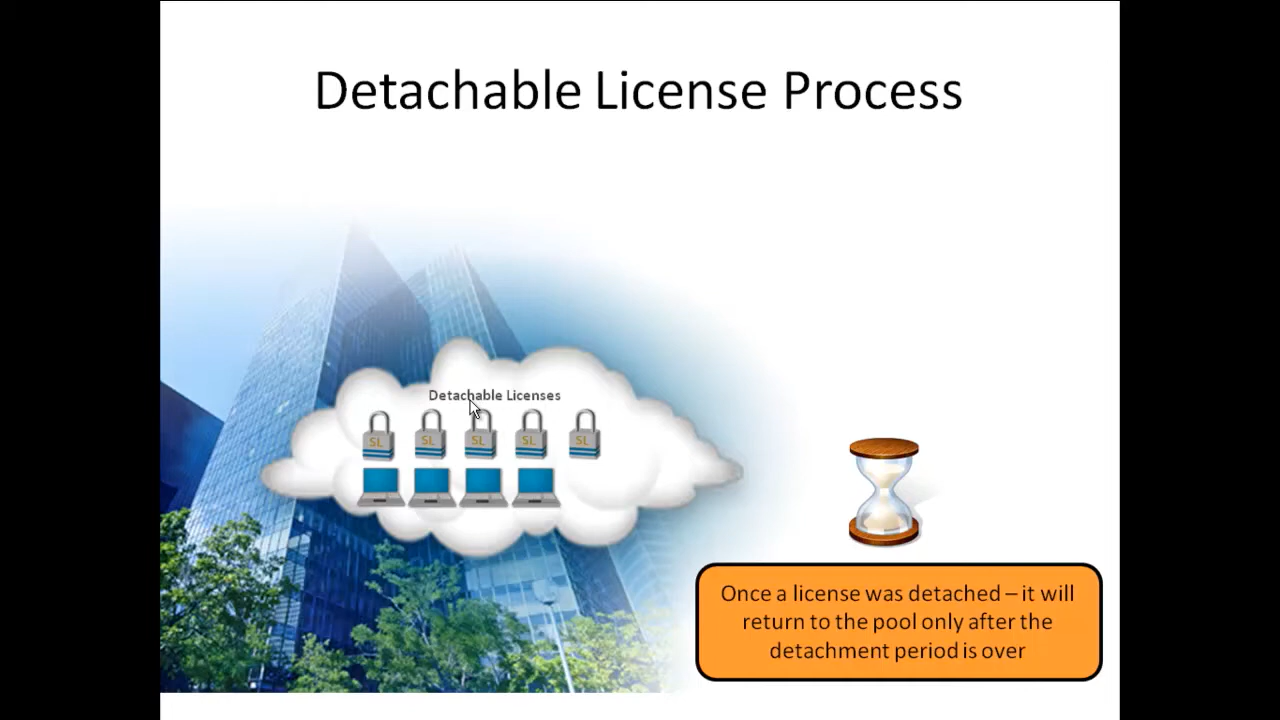 Detachable License Process
Detachable Licenses
SL SL SL SL SL
Once a license was detached – it will
return to the pool only after the
detachment period is over